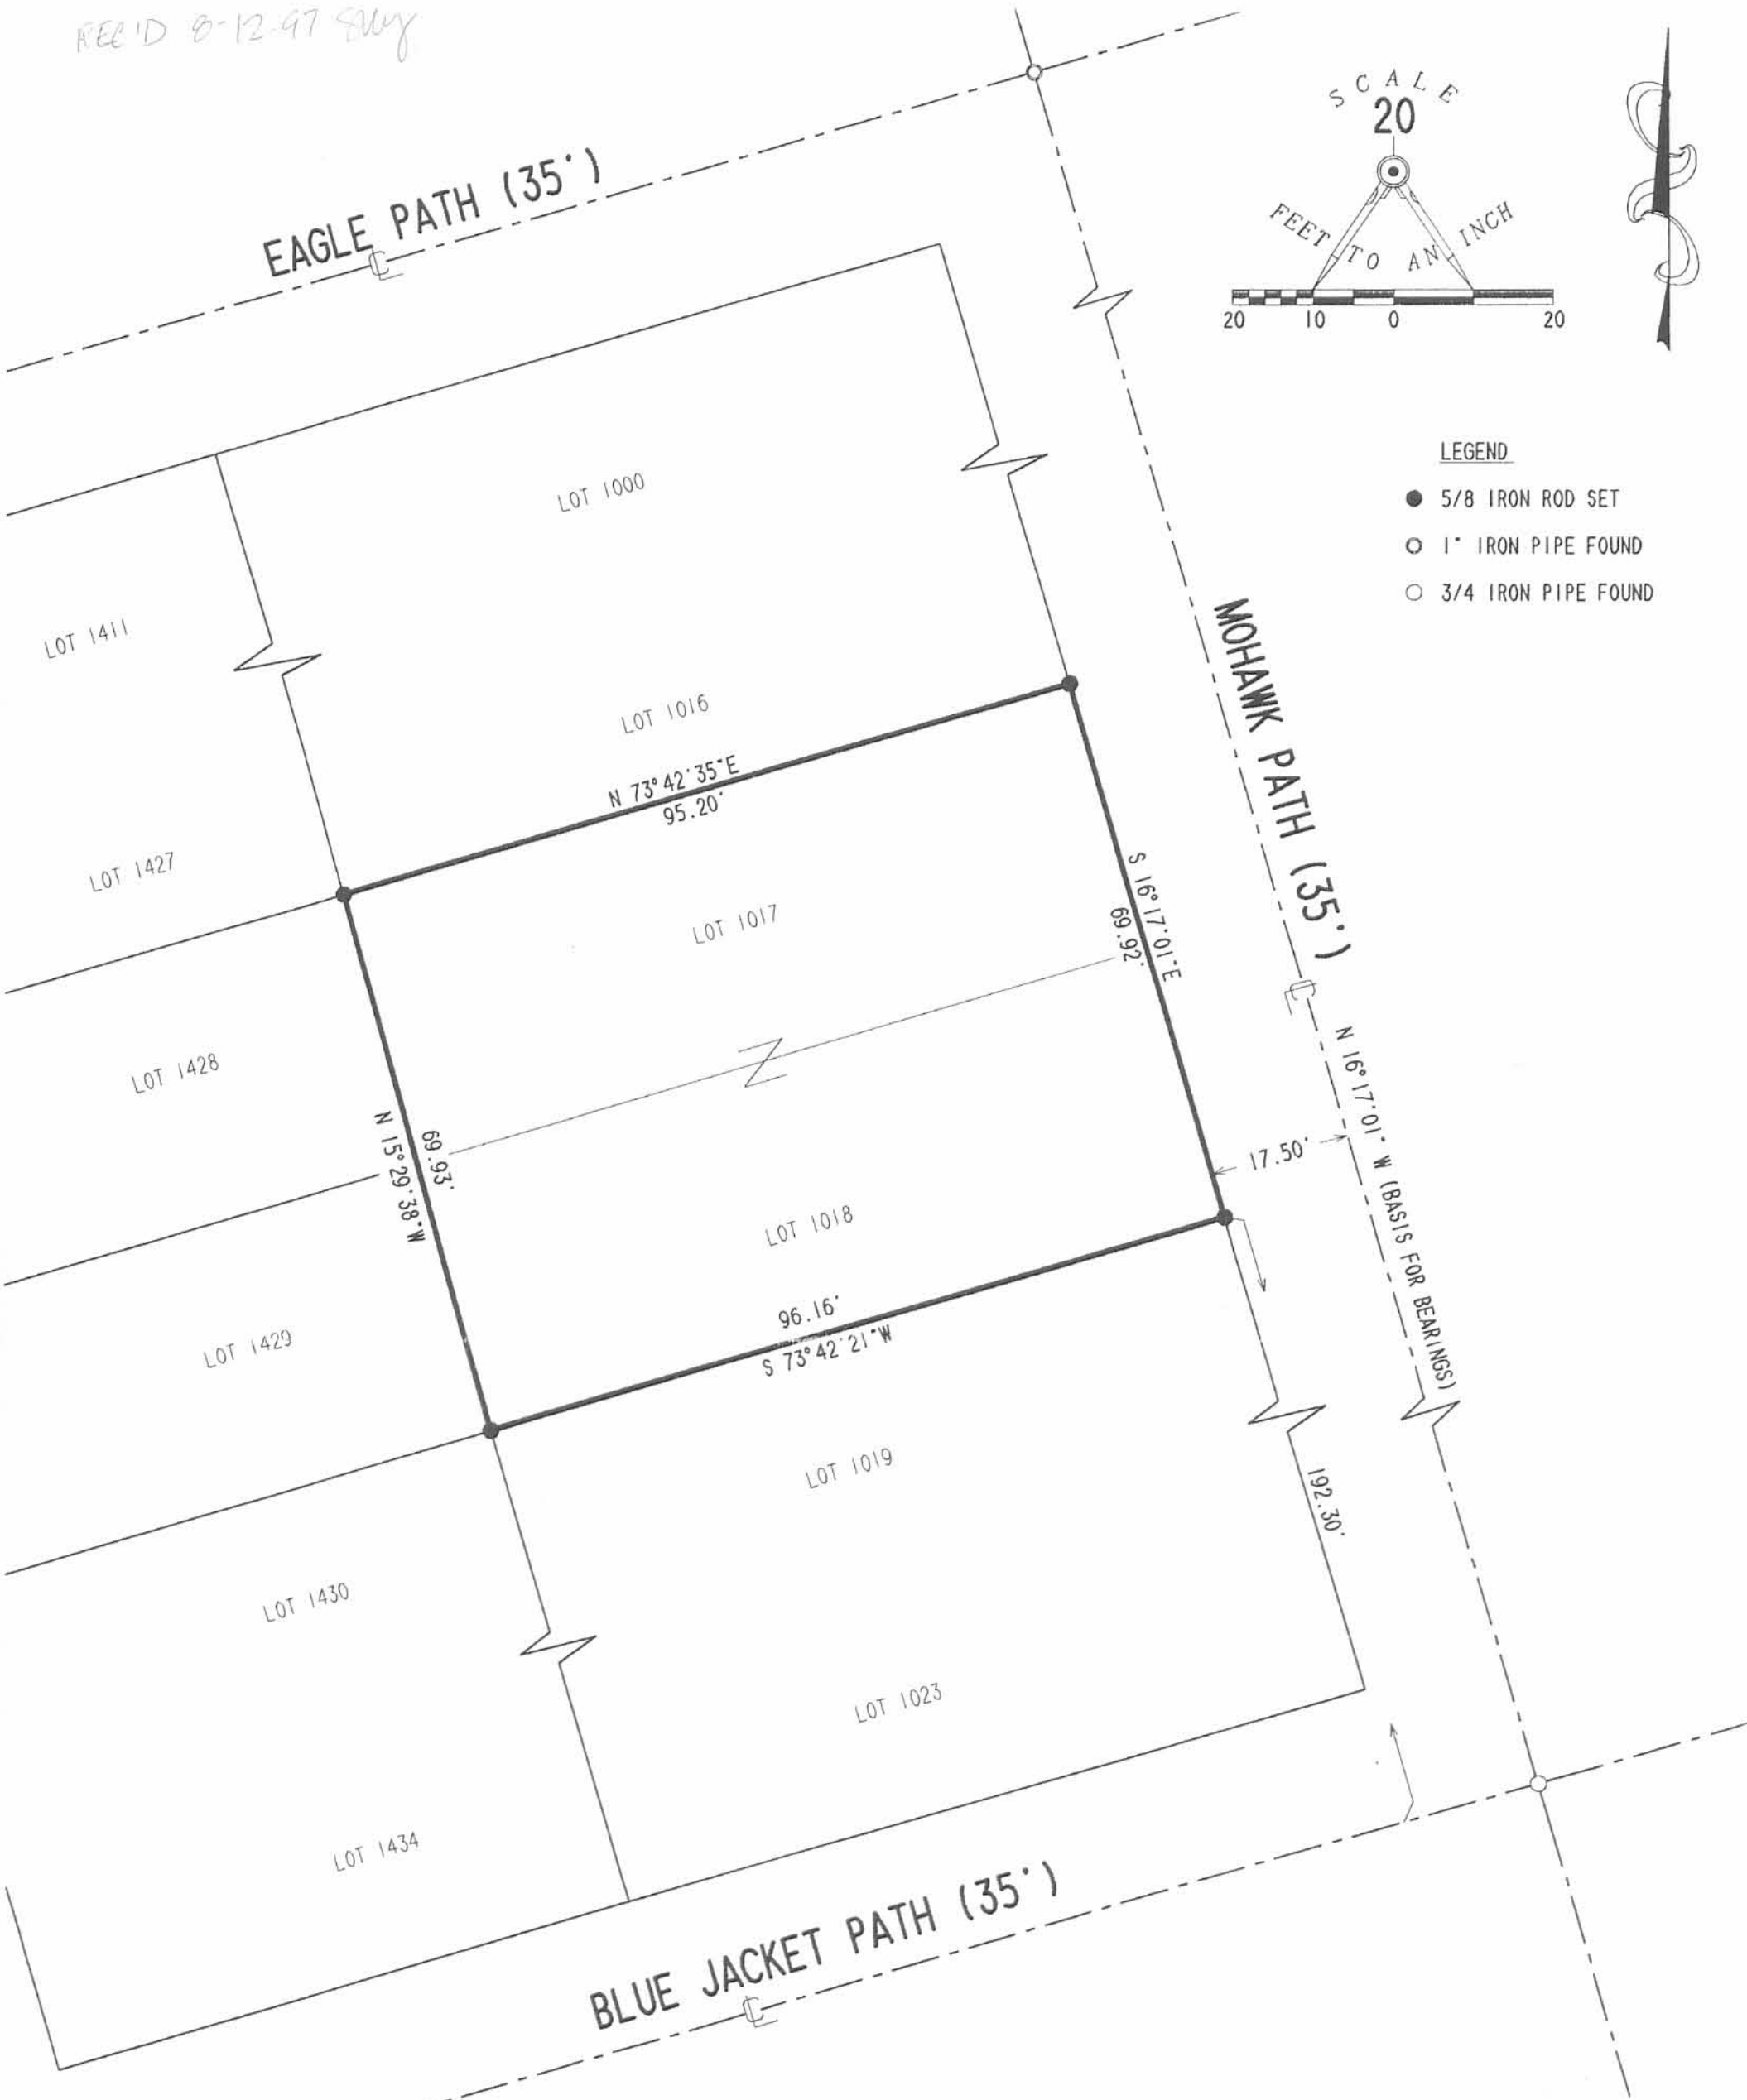 REC'D 8-12-97
EAGLE PATH (35')
SCALE
20
FEET TO AN INCH
20 10 0 20
LEGEND
5/8 IRON ROD SET
1" IRON PIPE FOUND
3/4 IRON PIPE FOUND
LOT 1000
LOT 1411
LOT 1016
MOHAWK PATH (35')
N 73°42'35"E
95.20'
LOT 1427
LOT 1017
S 16°17'01"E
69.92'
LOT 1428
N 16°17'01" W (BASIS FOR BEARINGS)
N 15°29'38"W
69.93'
17.50'
LOT 1018
LOT 1429
96.16'
S 73°42'21"W
LOT 1019
192.30'
LOT 1430
LOT 1023
LOT 1434
BLUE JACKET PATH (35')